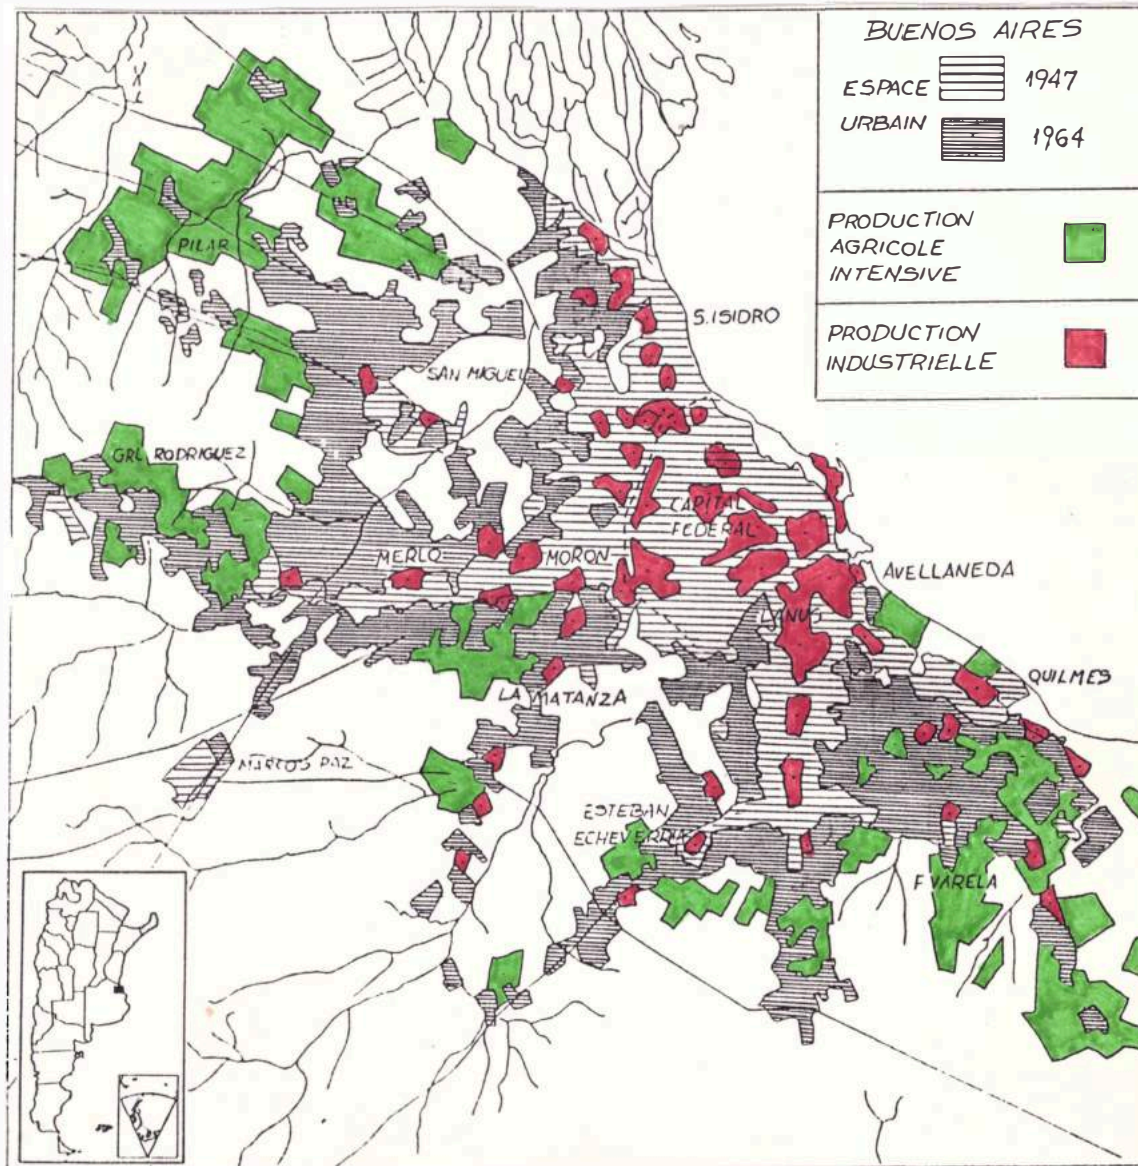 BUENOS AIRES
ESPACE
URBAIN
1947
1964
PRODUCTION
AGRICOLE
INTENSIVE
PRODUCTION
INDUSTRIELLE
PILAR
S. ISIDRO
SAN MIGUEL
GRL RODRIGUEZ
CAPITAL
FEDERAL
MERLO
MORON
AVELLANEDA
LANUS
QUILMES
LA MATANZA
MARCOS PAZ
ESTEBAN
ECHEVERRIA
F VARELA